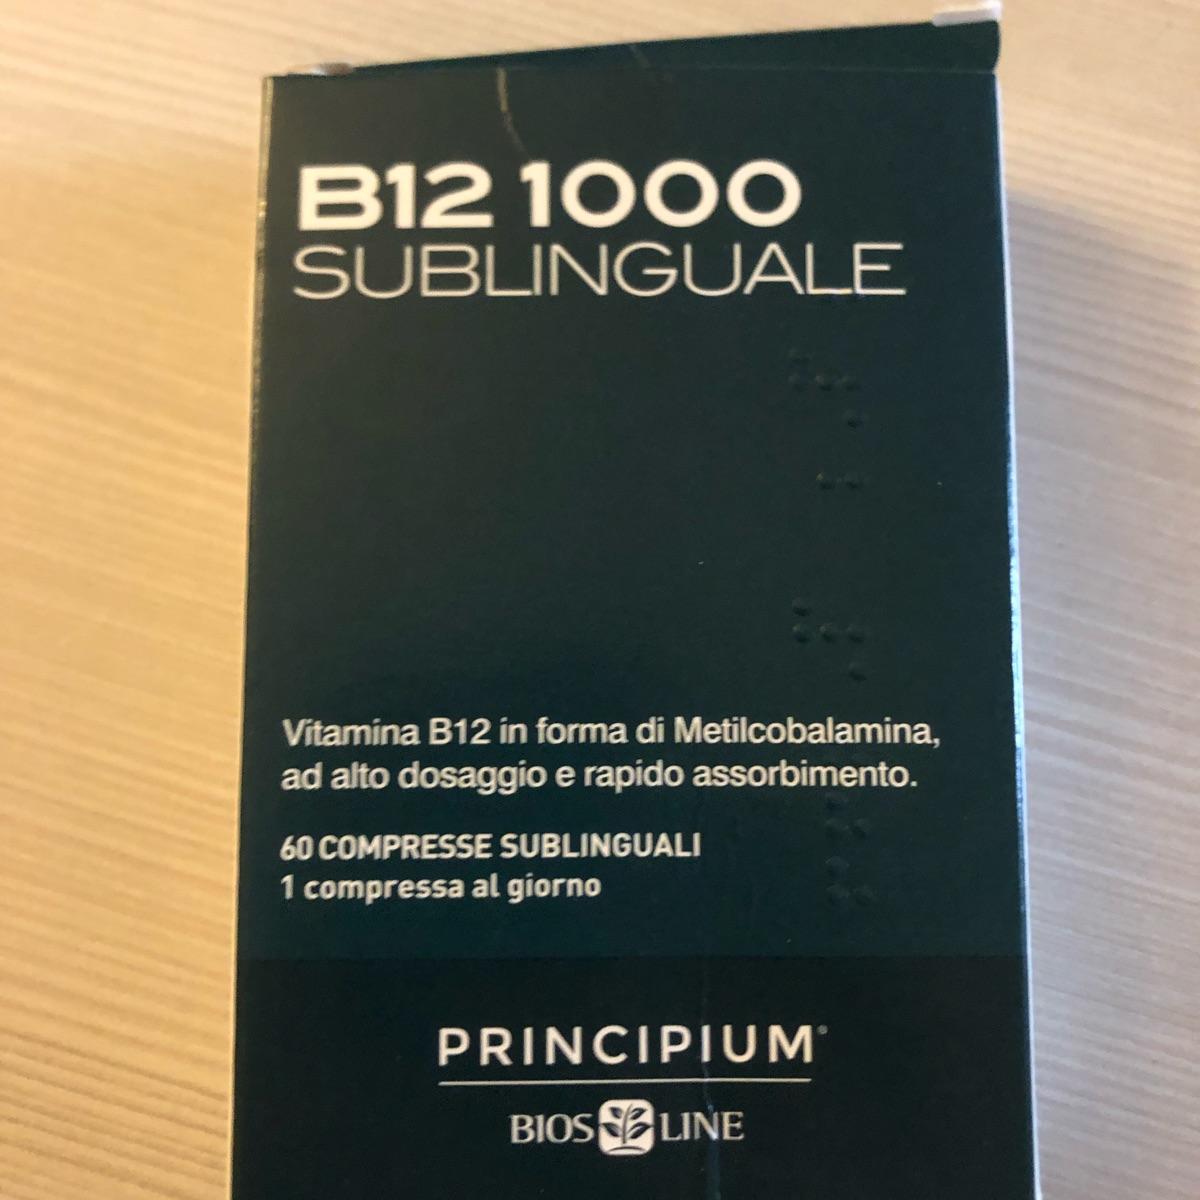 B12 1000
SUBLINGUALE
Vitamina B12 in forma di Metilcobalamina,
ad alto dosaggio e rapido assorbimento.
60 COMPRESSE SUBLINGUALI
1 compressa al giorno
PRINCIPIUM®
BIOS LINE